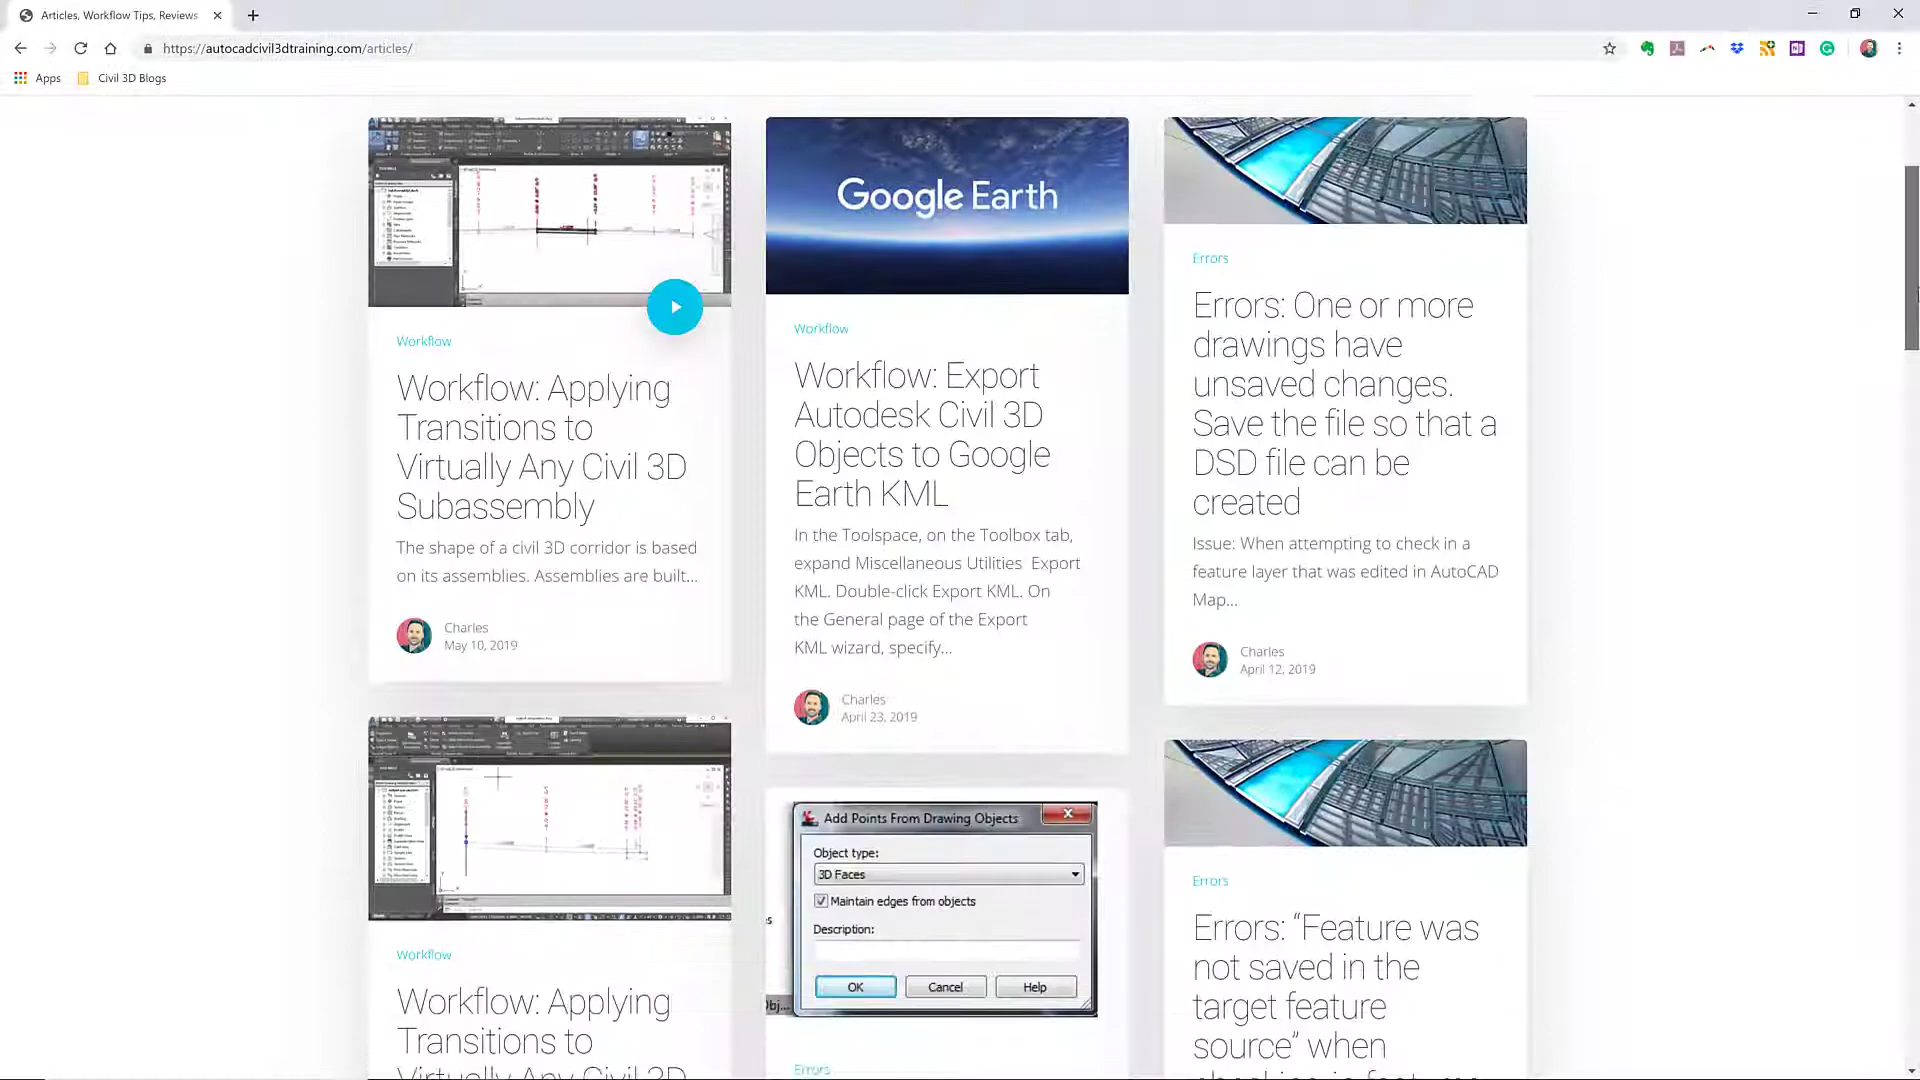 Articles, Workflow Tips, Reviews
https://autocadcivil3dtraining.com/articles/
Apps
Civil 3D Blogs
Workflow
Workflow: Applying
Transitions to
Virtually Any Civil 3D
Subassembly
The shape of a civil 3D corridor is based
on its assemblies. Assemblies are built...
Charles
May 10, 2019
Google Earth
Workflow
Workflow: Export
Autodesk Civil 3D
Objects to Google
Earth KML
In the Toolspace, on the Toolbox tab,
expand Miscellaneous Utilities Export
KML. Double-click Export KML. On
the General page of the Export
KML wizard, specify...
Charles
April 23, 2019
Errors
Errors: One or more
drawings have
unsaved changes.
Save the file so that a
DSD file can be
created
Issue: When attempting to check in a
feature layer that was edited in AutoCAD
Map...
Charles
April 12, 2019
Workflow
Workflow: Applying
Transitions to
Virtually Any Civil 3D
Add Points From Drawing Objects
Object type:
3D Faces
Maintain edges from objects
Description:
OK
Cancel
Help
Errors
Errors
Errors: “Feature was
not saved in the
target feature
source” when